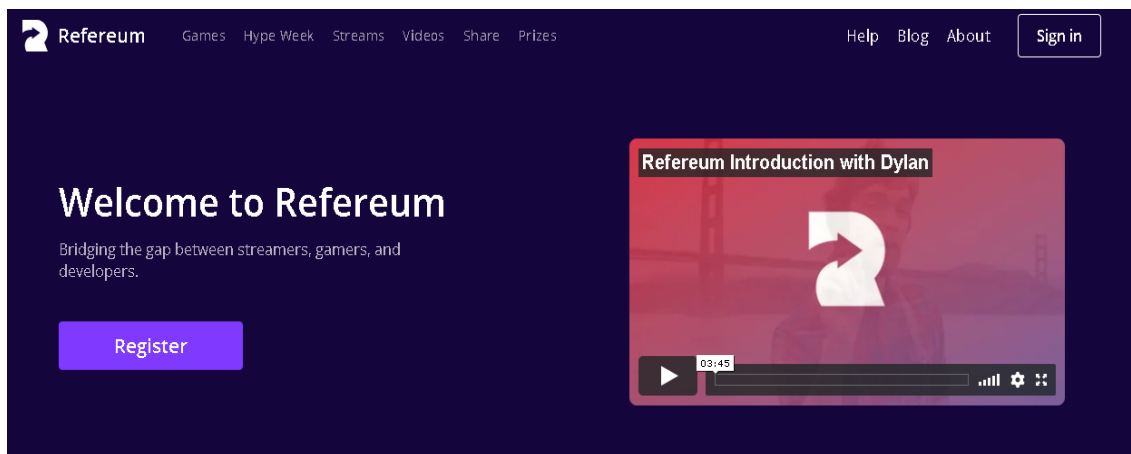 Refereum Games Hype Week Streams Videos Share Prizes Help Blog About Sign in
Refereum Introduction with Dylan
Welcome to Refereum
Bridging the gap between streamers, gamers, and
developers.
Register
03:45